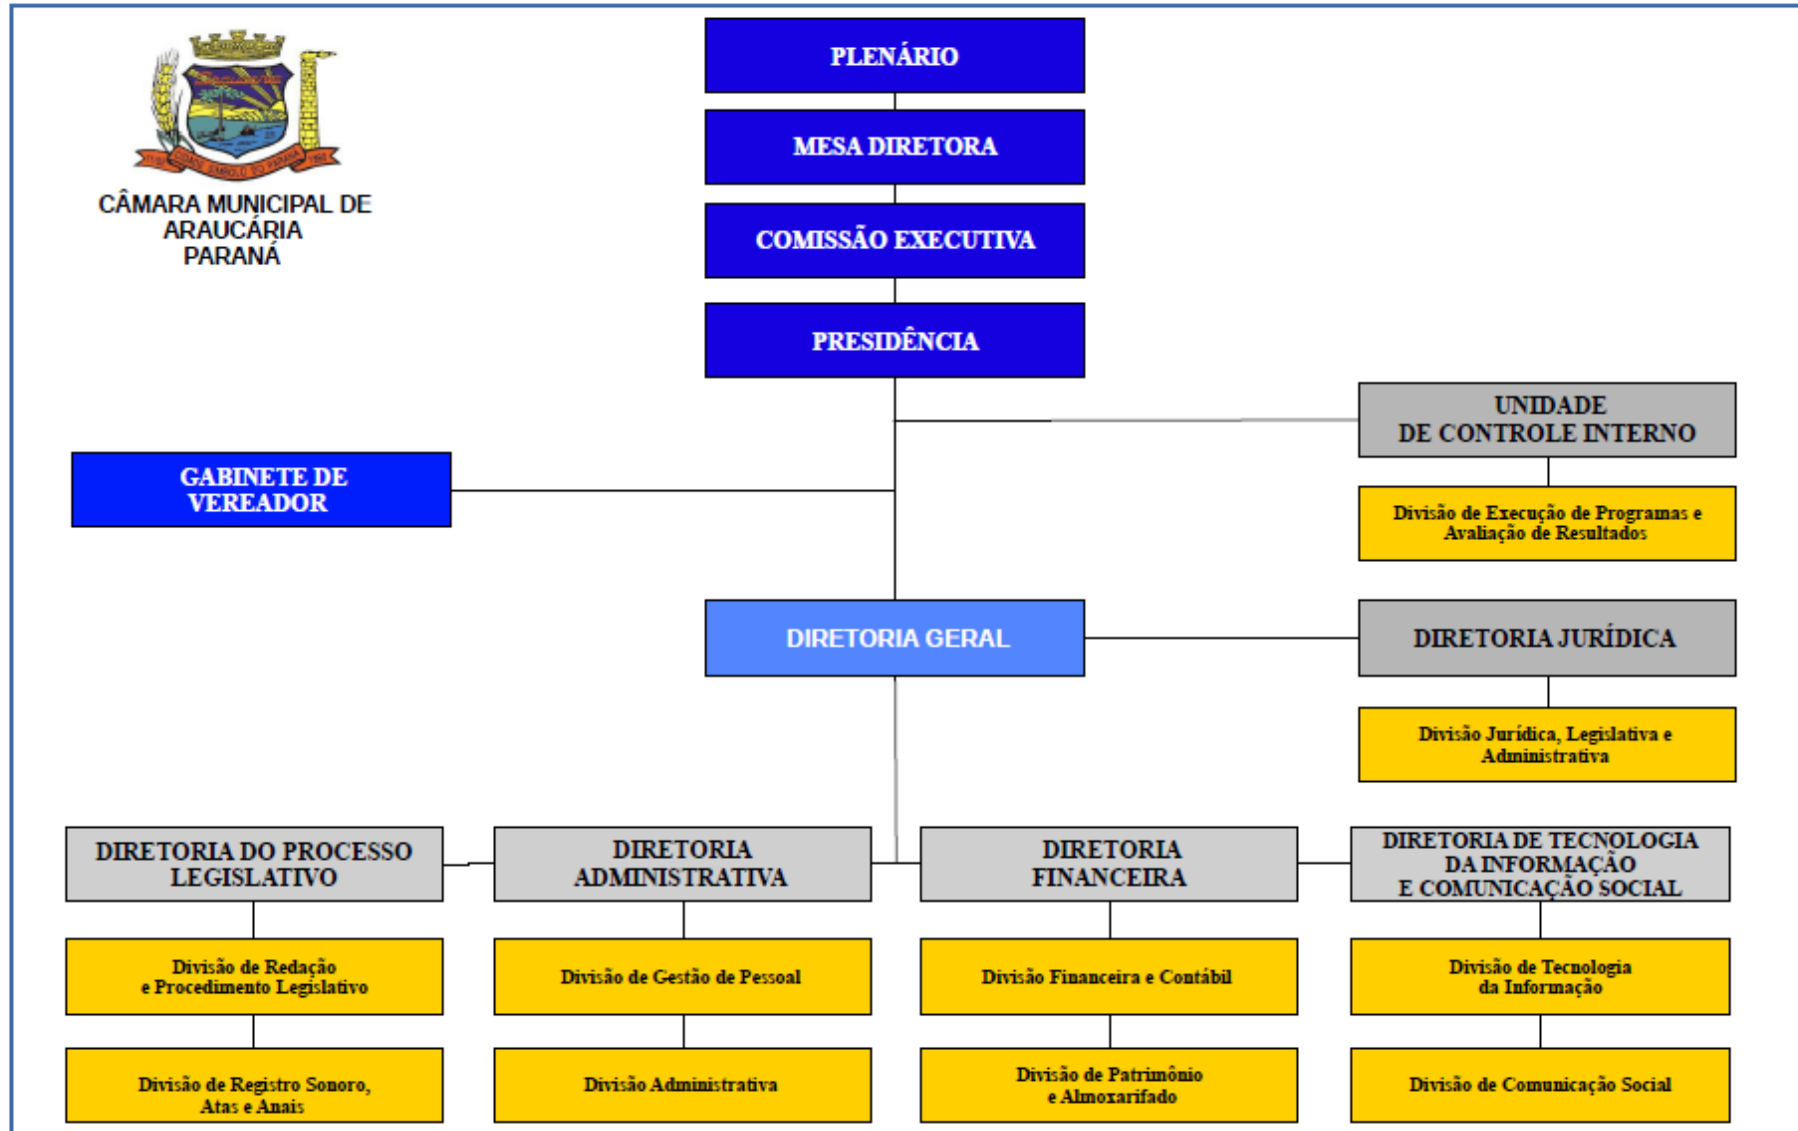 PLENÁRIO
MESA DIRETORA
CÂMARA MUNICIPAL DE
ARAUCÁRIA
PARANÁ
COMISSÃO EXECUTIVA
PRESIDÊNCIA
UNIDADE
DE CONTROLE INTERNO
GABINETE DE
VEREADOR
Divisão de Execução de Programas e
Avaliação de Resultados
DIRETORIA GERAL
DIRETORIA JURÍDICA
Divisão Jurídica, Legislativa e
Administrativa
DIRETORIA DO PROCESSO
LEGISLATIVO
DIRETORIA
ADMINISTRATIVA
DIRETORIA
FINANCEIRA
DIRETORIA DE TECNOLOGIA
DA INFORMAÇÃO
E COMUNICAÇÃO SOCIAL
Divisão de Redação
e Procedimento Legislativo
Divisão de Gestão de Pessoal
Divisão Financeira e Contábil
Divisão de Tecnologia
da Informação
Divisão de Registro Sonoro,
Atas e Anais
Divisão Administrativa
Divisão de Patrimônio
e Almoxarifado
Divisão de Comunicação Social